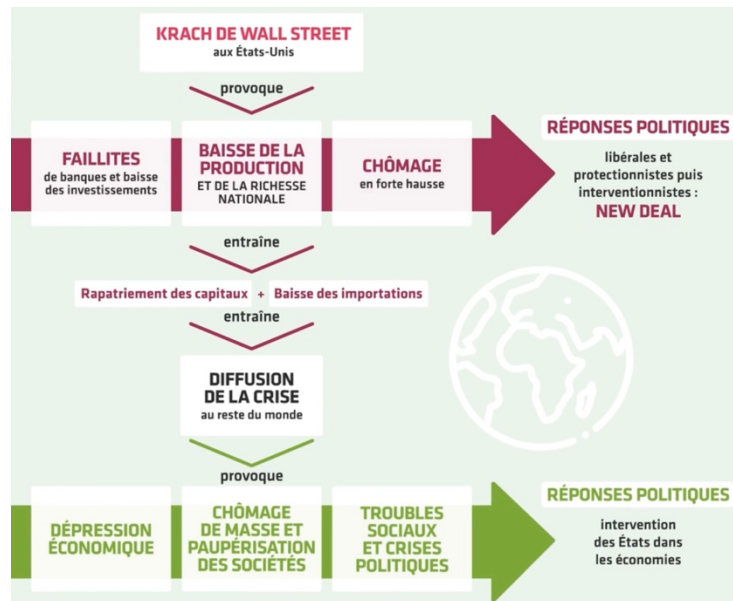 KRACH DE WALL STREET
aux États-Unis
provoque
FAILLITES
de banques et baisse
des investissements
BAISSE DE LA
PRODUCTION
ET DE LA RICHESSE
NATIONALE
CHÔMAGE
en forte hausse
RÉPONSES POLITIQUES
libérales et
protectionnistes puis
interventionnistes :
NEW DEAL
entraîne
Rapatriement des capitaux + Baisse des importations
entraîne
DIFFUSION
DE LA CRISE
au reste du monde
provoque
DÉPRESSION
ÉCONOMIQUE
CHÔMAGE
DE MASSE ET
PAUPÉRISATION
DES SOCIÉTÉS
TROUBLES
SOCIAUX
ET CRISES
POLITIQUES
RÉPONSES POLITIQUES
intervention
des États dans
les économies